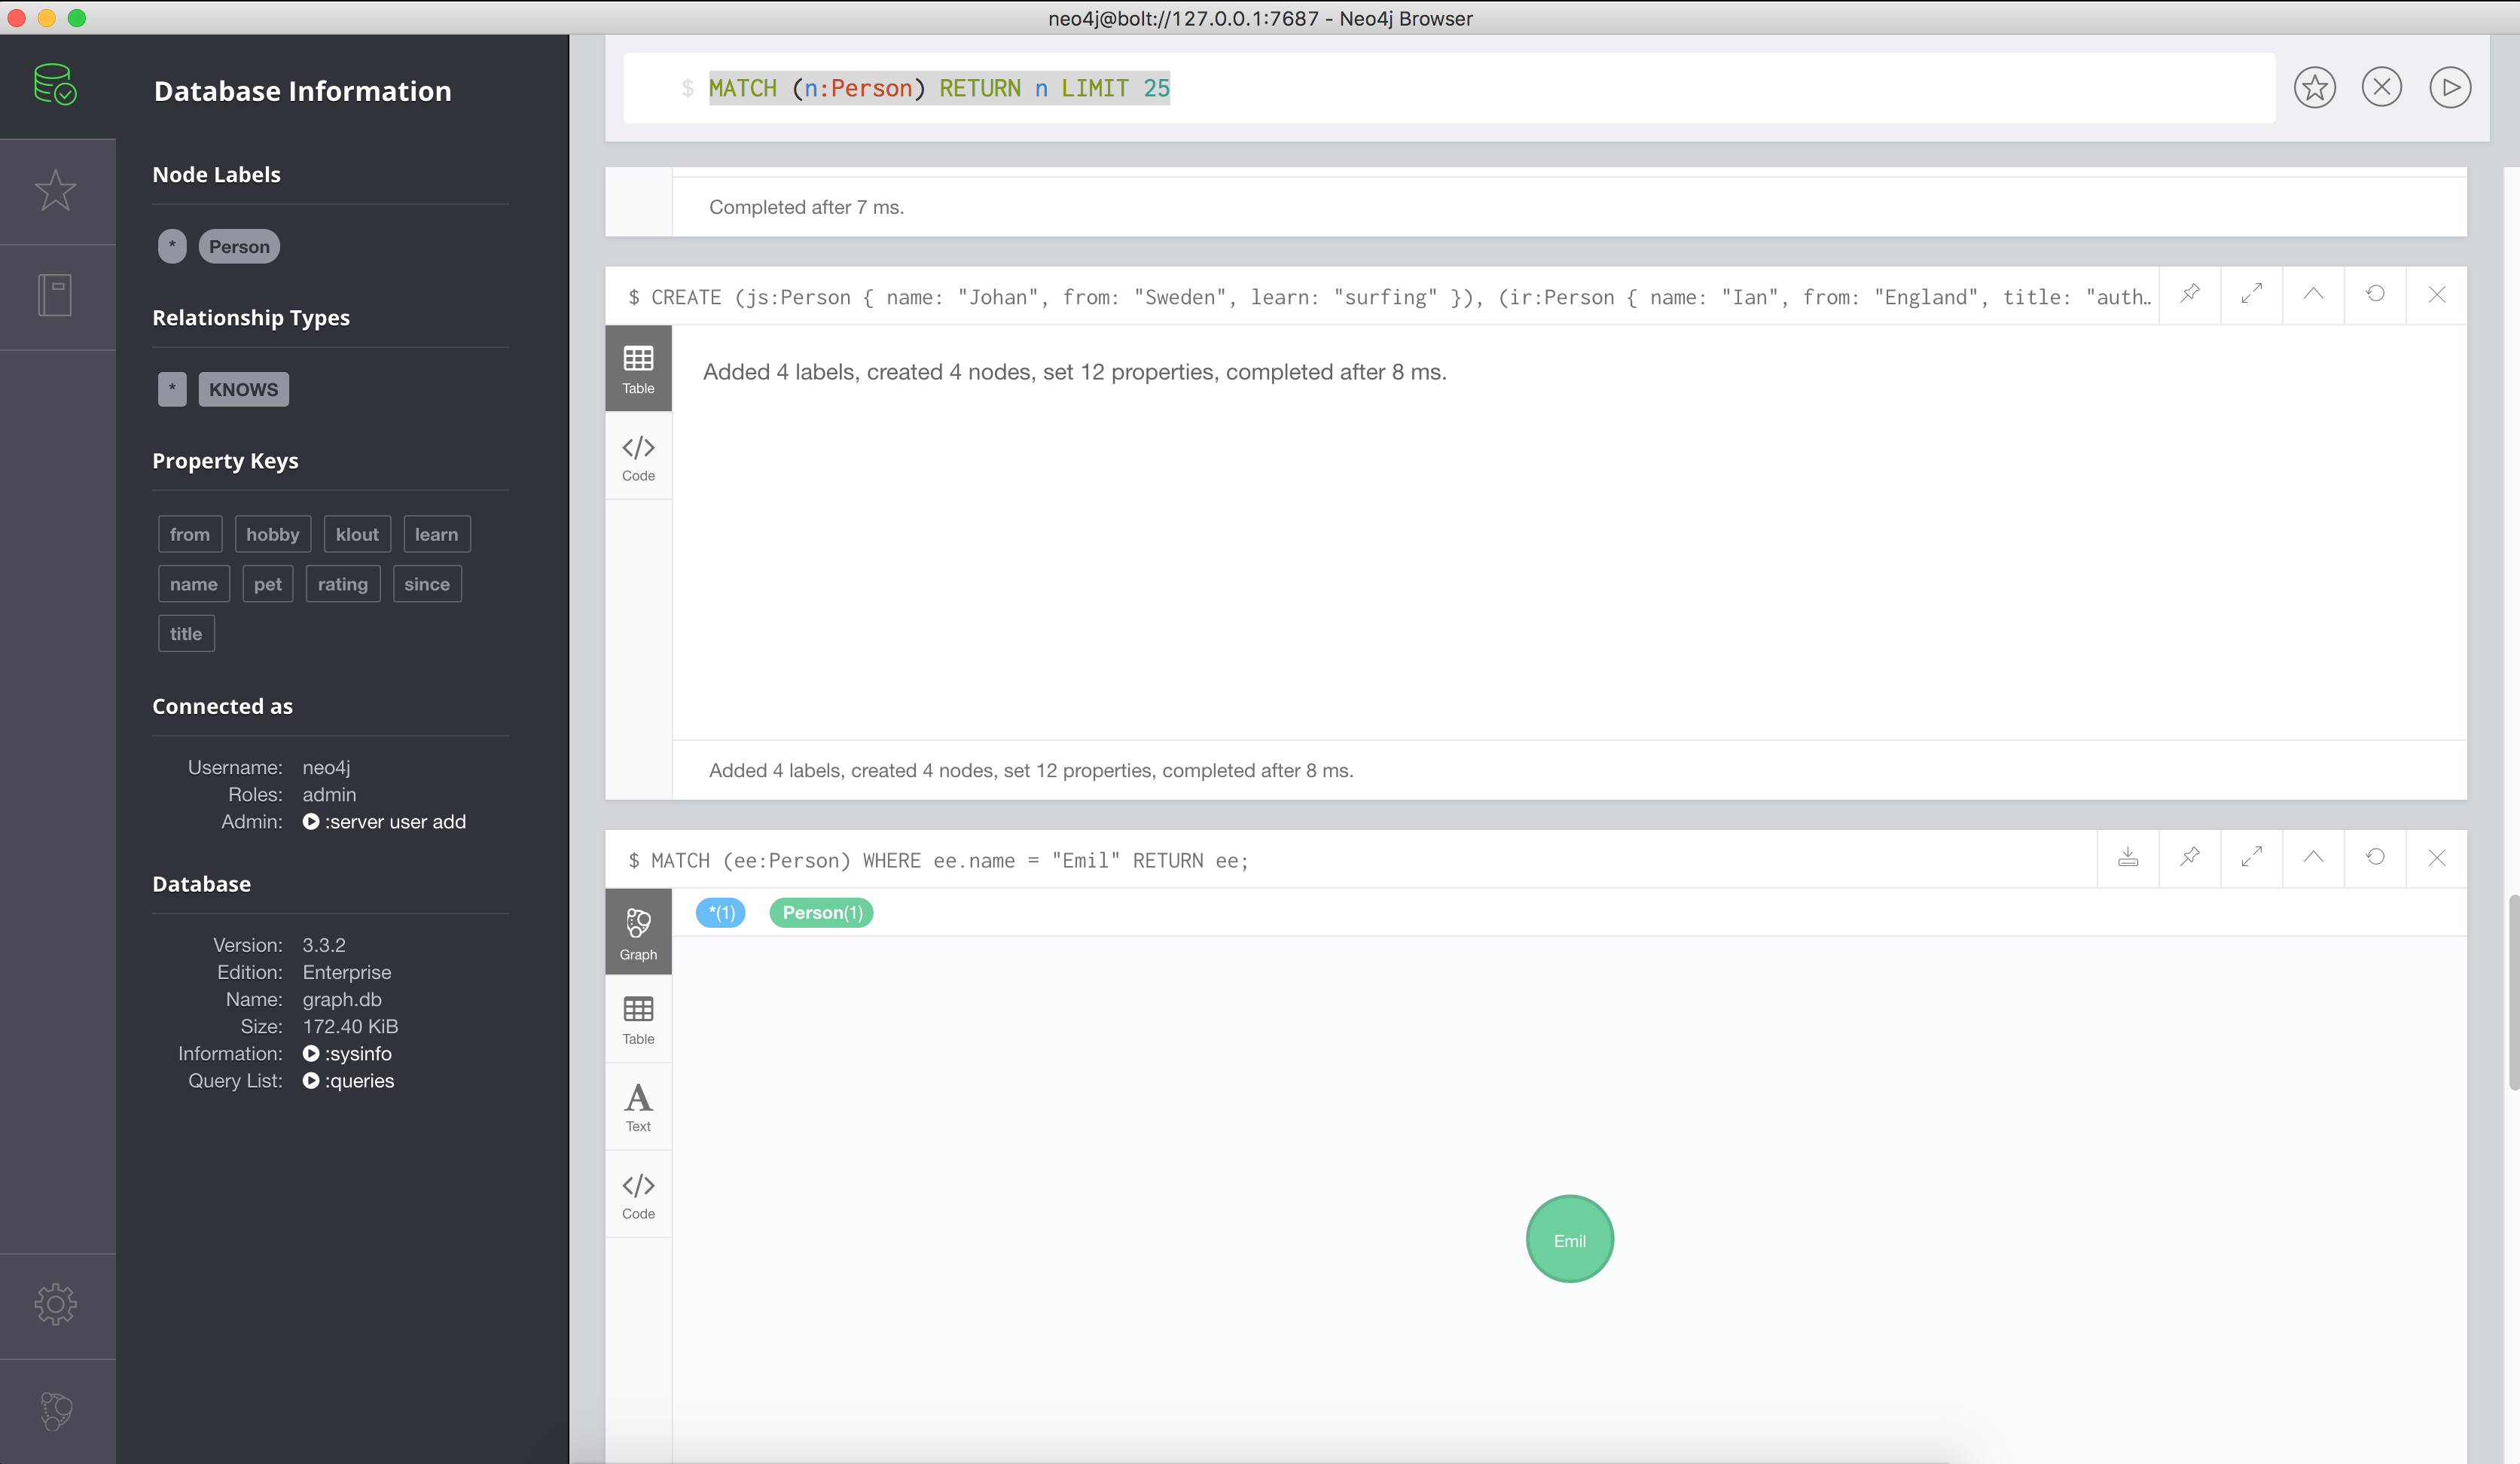 neo4j@bolt://127.0.0.1:7687 - Neo4j Browser
Database Information
Node Labels
* Person
Relationship Types
* KNOWS
Property Keys
from hobby klout learn
name pet rating since
title
Connected as
Username: neo4j
Roles: admin
Admin: :server user add
Database
Version: 3.3.2
Edition: Enterprise
Name: graph.db
Size: 172.40 KiB
Information: :sysinfo
Query List: :queries
$ MATCH (n:Person) RETURN n LIMIT 25
Completed after 7 ms.
$ CREATE (js:Person { name: "Johan", from: "Sweden", learn: "surfing" }), (ir:Person { name: "Ian", from: "England", title: "auth…
Table
Code
Added 4 labels, created 4 nodes, set 12 properties, completed after 8 ms.
Added 4 labels, created 4 nodes, set 12 properties, completed after 8 ms.
$ MATCH (ee:Person) WHERE ee.name = "Emil" RETURN ee;
Graph
Table
A
Text
Code
*(1) Person(1)
Emil